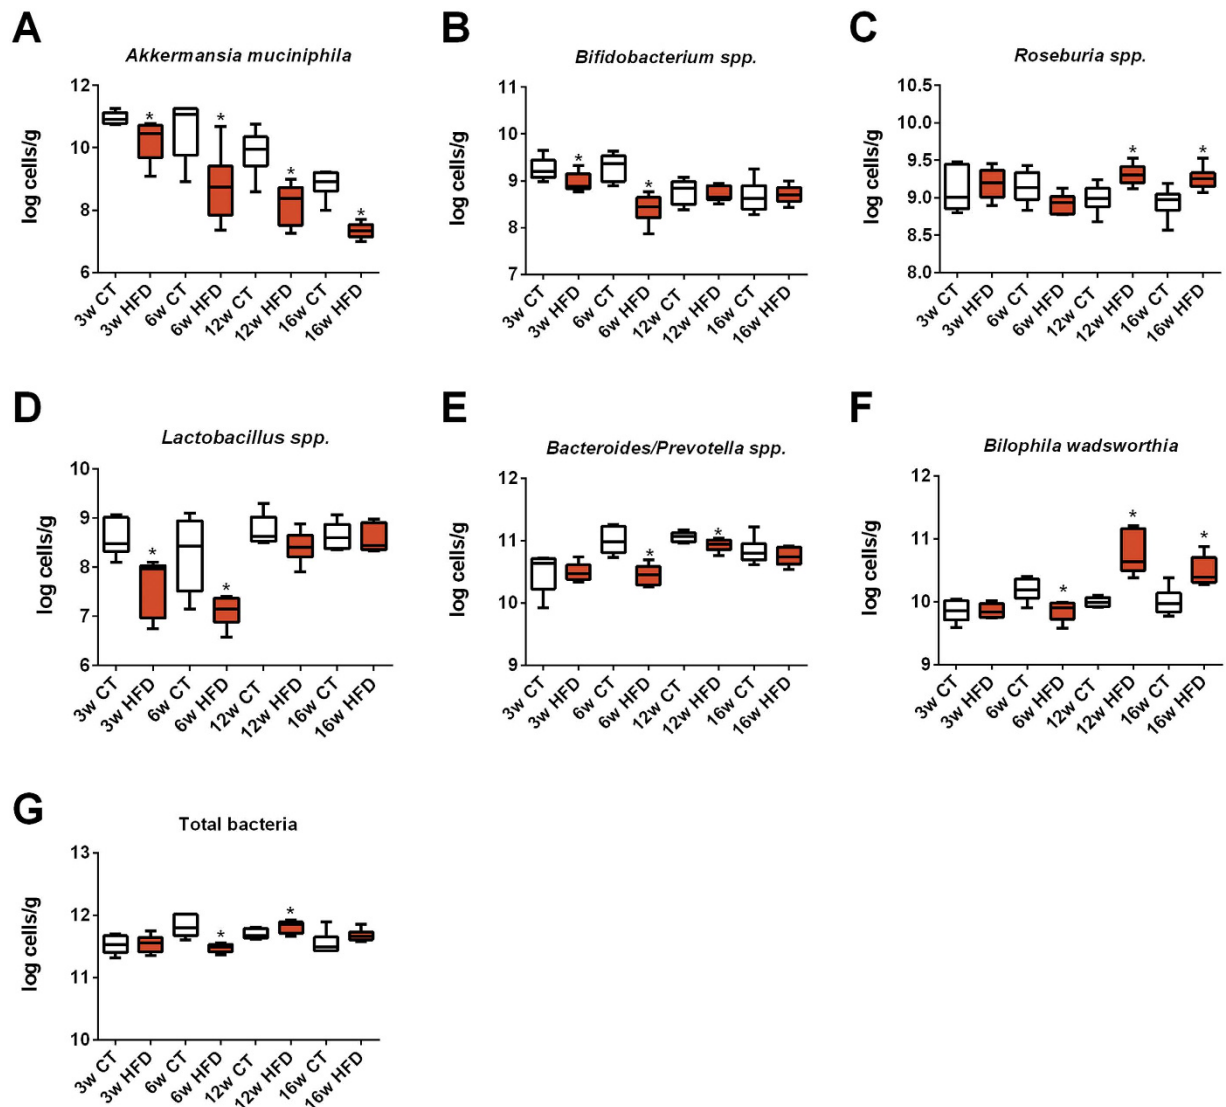 A
Akkermansia muciniphila
log cells/g
12
10
8
6
*
*
*
*
3w CT
3w HFD
6w CT
6w HFD
12w CT
12w HFD
16w CT
16w HFD
B
Bifidobacterium spp.
log cells/g
11
10
9
8
7
*
*
3w CT
3w HFD
6w CT
6w HFD
12w CT
12w HFD
16w CT
16w HFD
C
Roseburia spp.
log cells/g
10.5
10.0
9.5
9.0
8.5
8.0
*
*
3w CT
3w HFD
6w CT
6w HFD
12w CT
12w HFD
16w CT
16w HFD
D
Lactobacillus spp.
log cells/g
10
9
8
7
6
*
*
3w CT
3w HFD
6w CT
6w HFD
12w CT
12w HFD
16w CT
16w HFD
E
Bacteroides/Prevotella spp.
log cells/g
12
11
10
9
*
*
3w CT
3w HFD
6w CT
6w HFD
12w CT
12w HFD
16w CT
16w HFD
F
Bilophila wadsworthia
log cells/g
12
11
10
9
*
*
*
3w CT
3w HFD
6w CT
6w HFD
12w CT
12w HFD
16w CT
16w HFD
G
Total bacteria
log cells/g
13
12
11
10
*
*
3w CT
3w HFD
6w CT
6w HFD
12w CT
12w HFD
16w CT
16w HFD